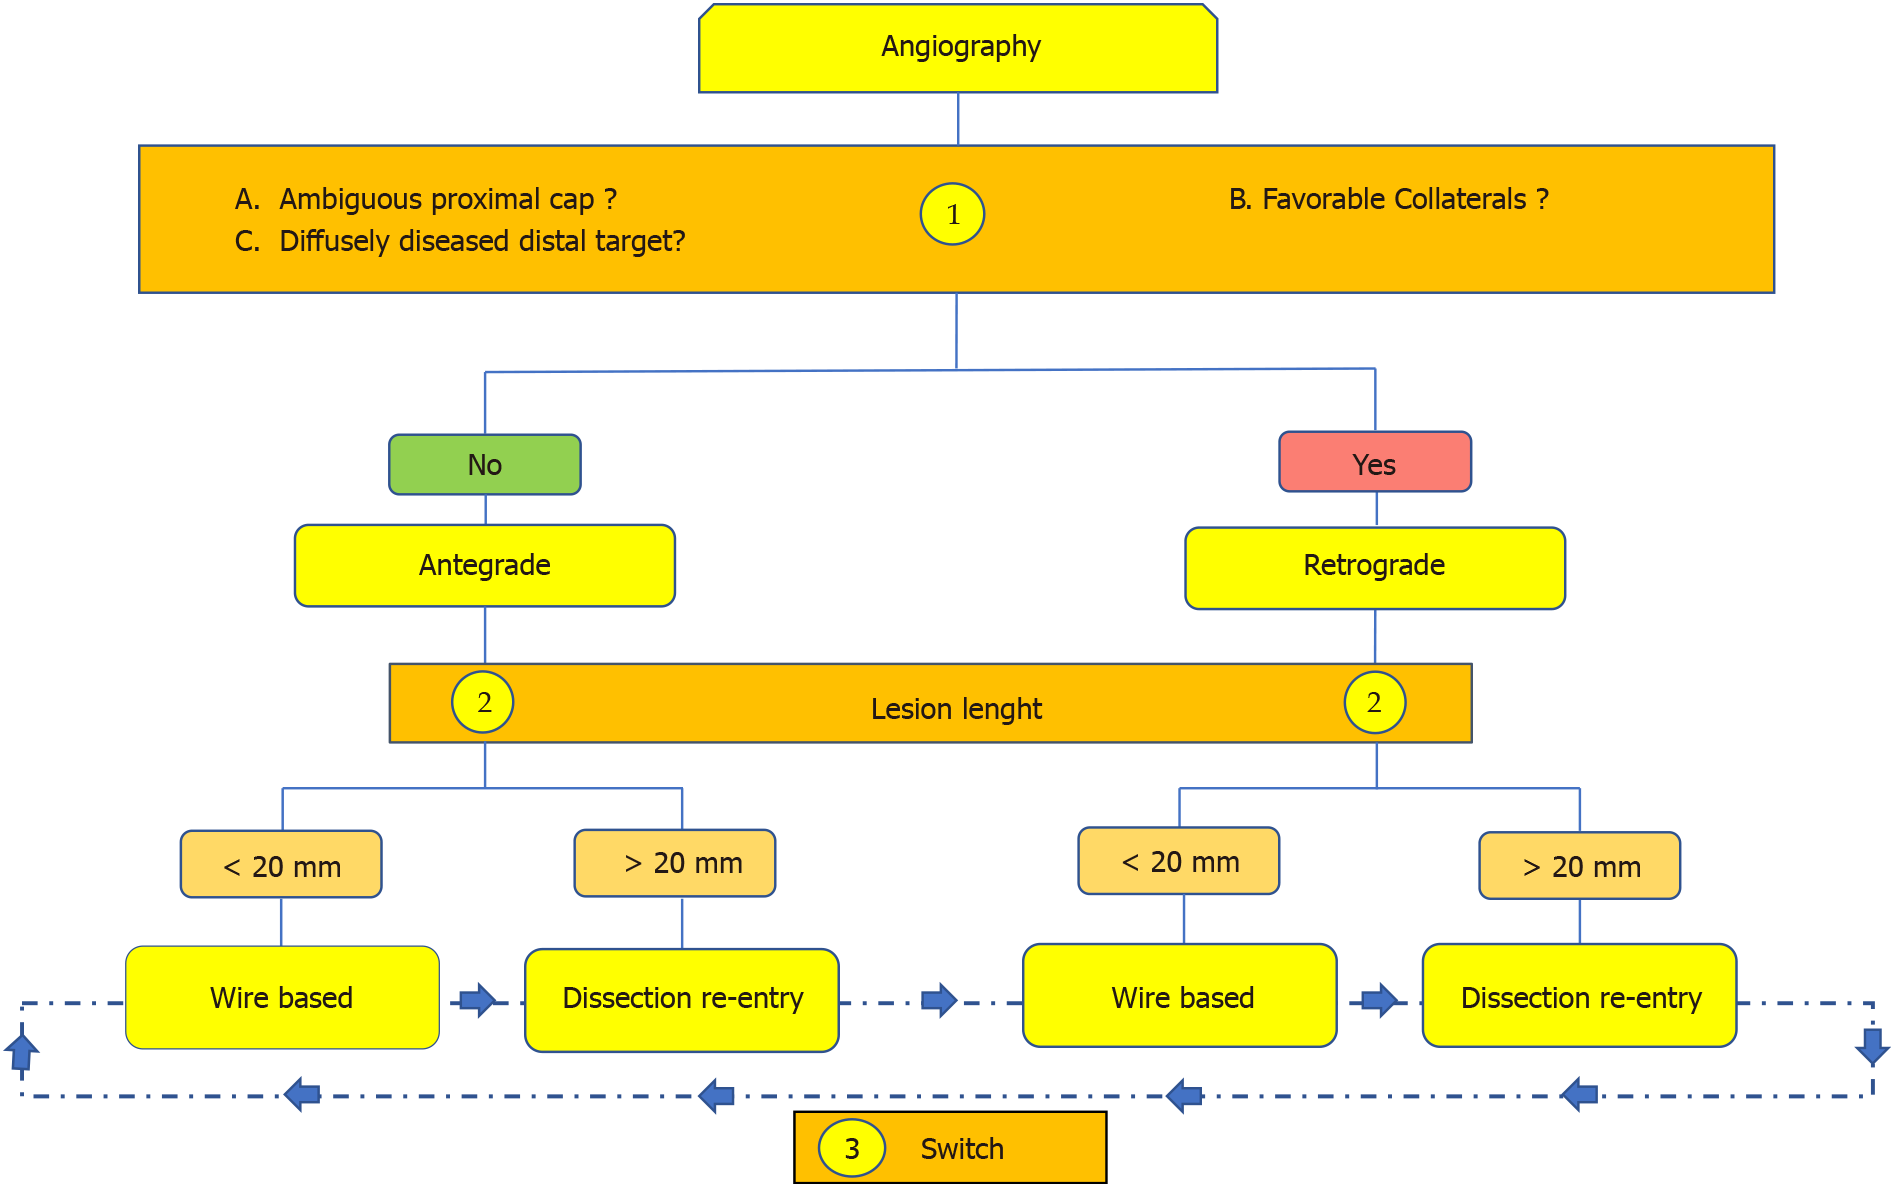 Angiography
A. Ambiguous proximal cap ?
1
B. Favorable Collaterals ?
C. Diffusely diseased distal target?
No
Yes
Antegrade
Retrograde
2
Lesion lenght
2
< 20 mm
> 20 mm
< 20 mm
> 20 mm
Wire based
Dissection re-entry
Wire based
Dissection re-entry
3
Switch